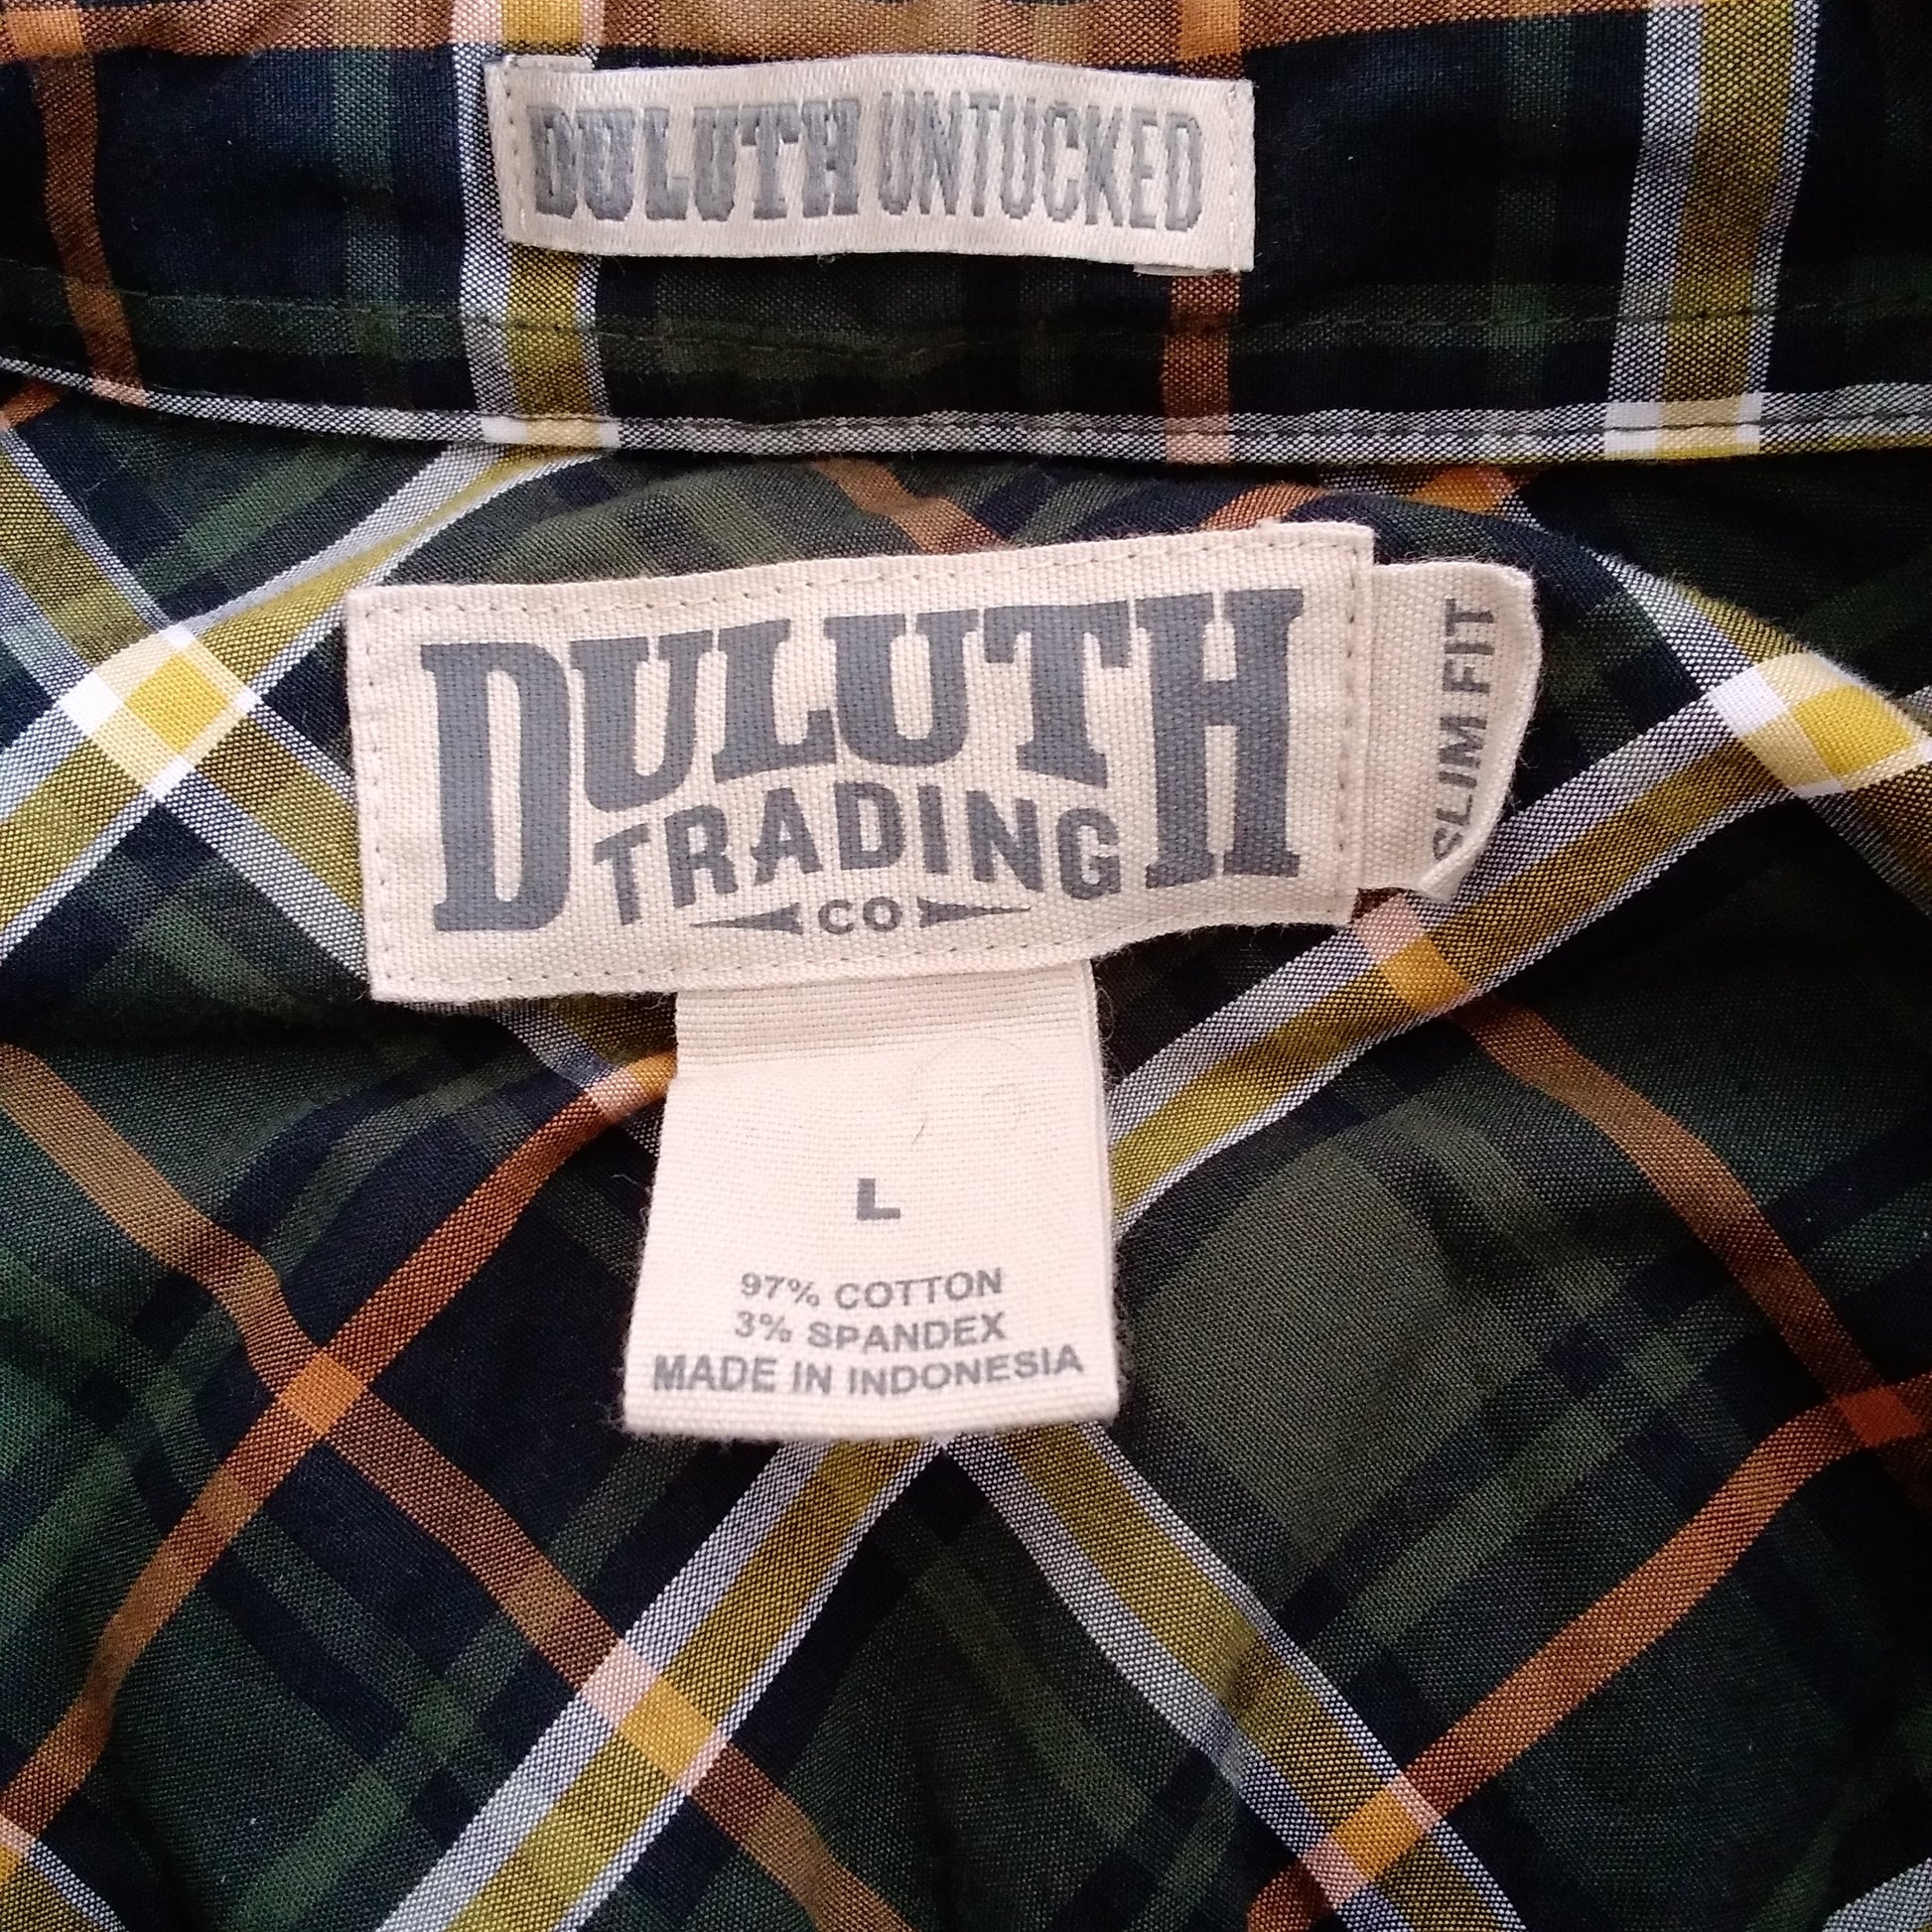 DULUTH UNTUCKED
DULUTH
TRADING
CO
SLIM FIT
L
97% COTTON
3% SPANDEX
MADE IN INDONESIA